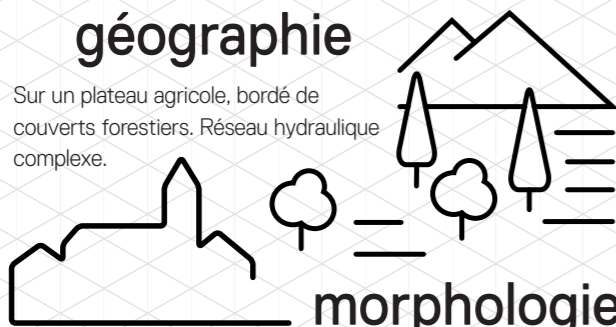 géographie
Sur un plateau agricole, bordé de
couverts forestiers. Réseau hydraulique
complexe.
morphologie